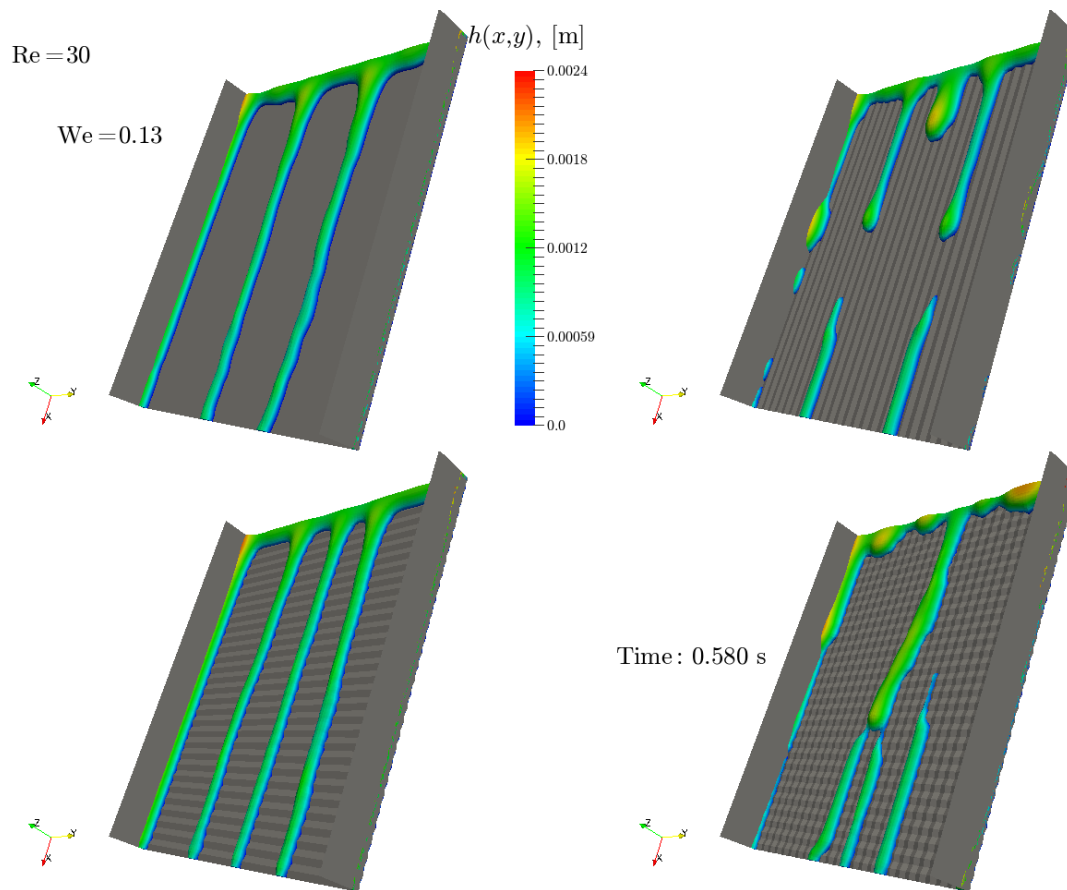 h(x,y), [m]
Re = 30
0.0024
We = 0.13
0.0018
0.0012
0.00059
0.0
Z
Y
X
Z
Y
X
Time: 0.580 s
Z
Y
X
Z
Y
X